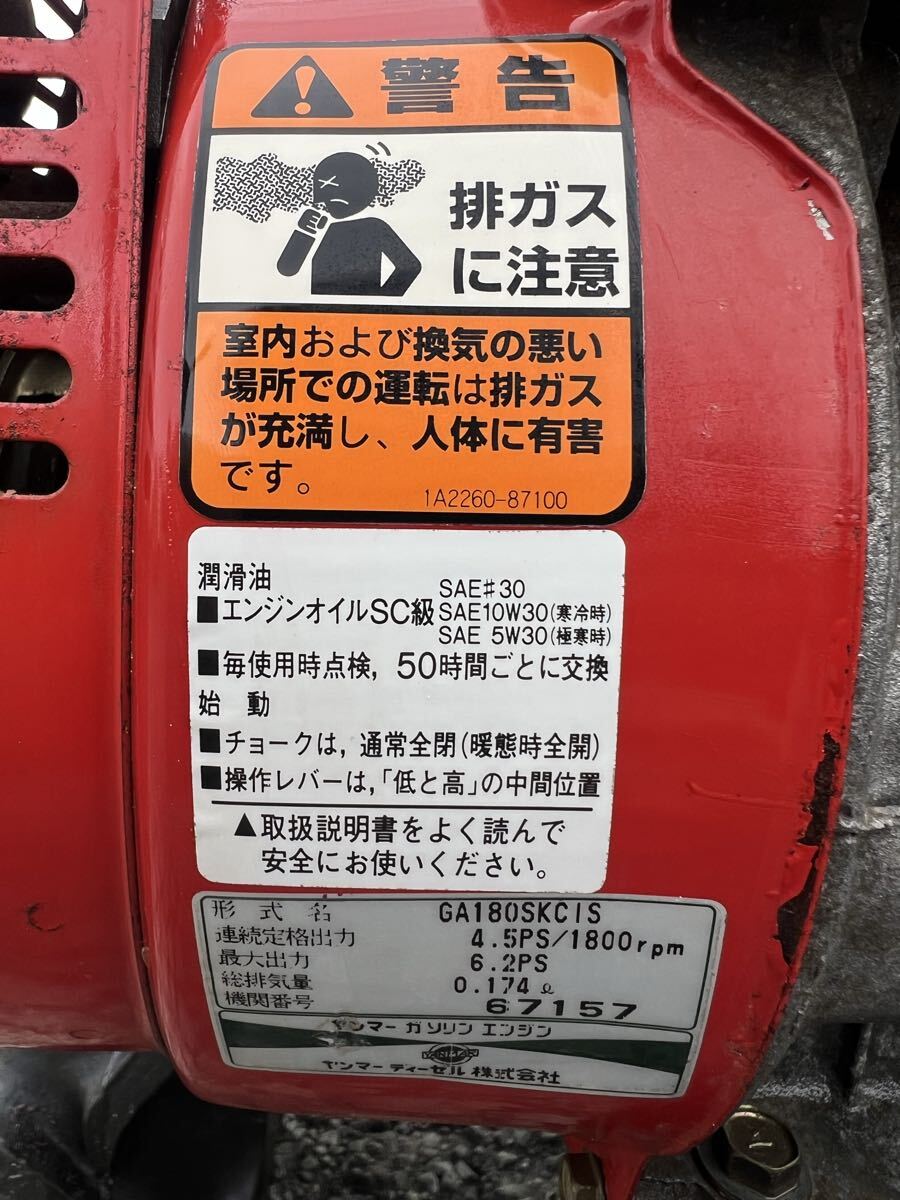 警告
排ガス
に注意
室内および換気の悪い
場所での運転は排ガス
が充満し、人体に有害
です。
1A2260-87100
潤滑油
■エンジンオイルSC級 SAE♯30
SAE10W30(寒冷時)
SAE 5W30(極寒時)
■毎使用時点検, 50時間ごとに交換
始 動
■チョークは, 通常全閉(暖態時全開)
■操作レバーは,「低と高」の中間位置
▲取扱説明書をよく読んで
安全にお使いください。
形式名 GA180SKCIS
連続定格出力 4.5PS/1800rpm
最大出力 6.2PS
総排気量 0.174ℓ
機関番号 67157
ヤンマー ガソリン エンジン
YANMAR
ヤンマー ディーゼル 株式会社